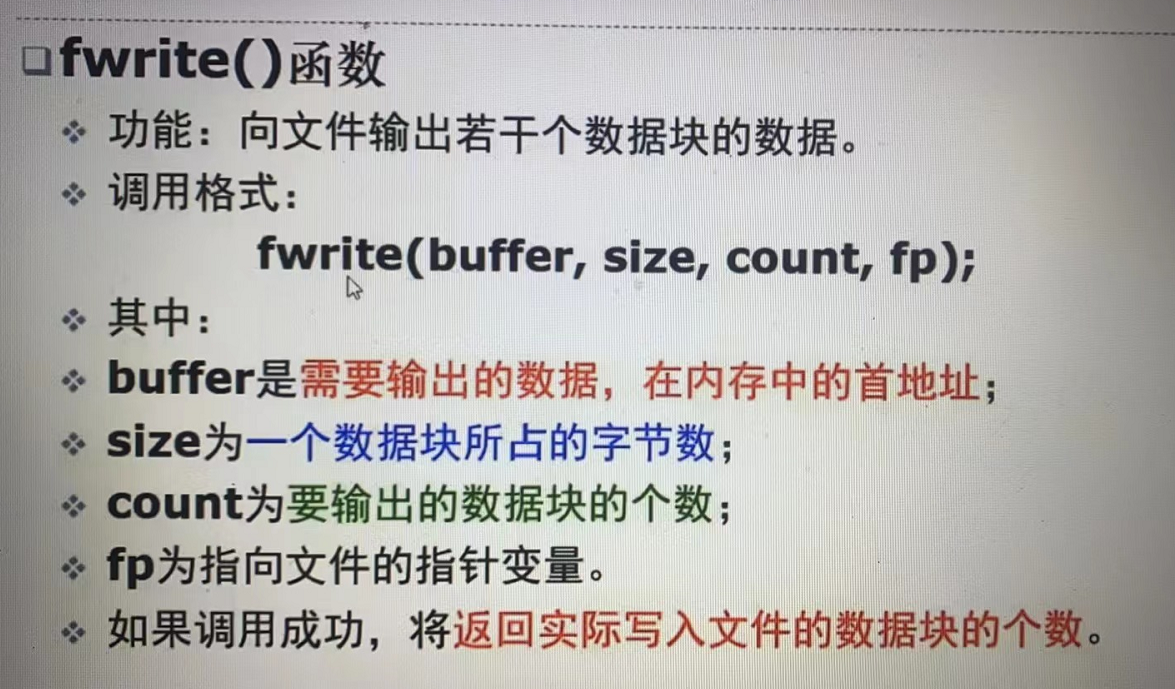 fwrite()函数
功能：向文件输出若干个数据块的数据。
调用格式：
fwrite(buffer, size, count, fp);
其中：
buffer是需要输出的数据，在内存中的首地址；
size为一个数据块所占的字节数；
count为要输出的数据块的个数；
fp为指向文件的指针变量。
如果调用成功，将返回实际写入文件的数据块的个数。